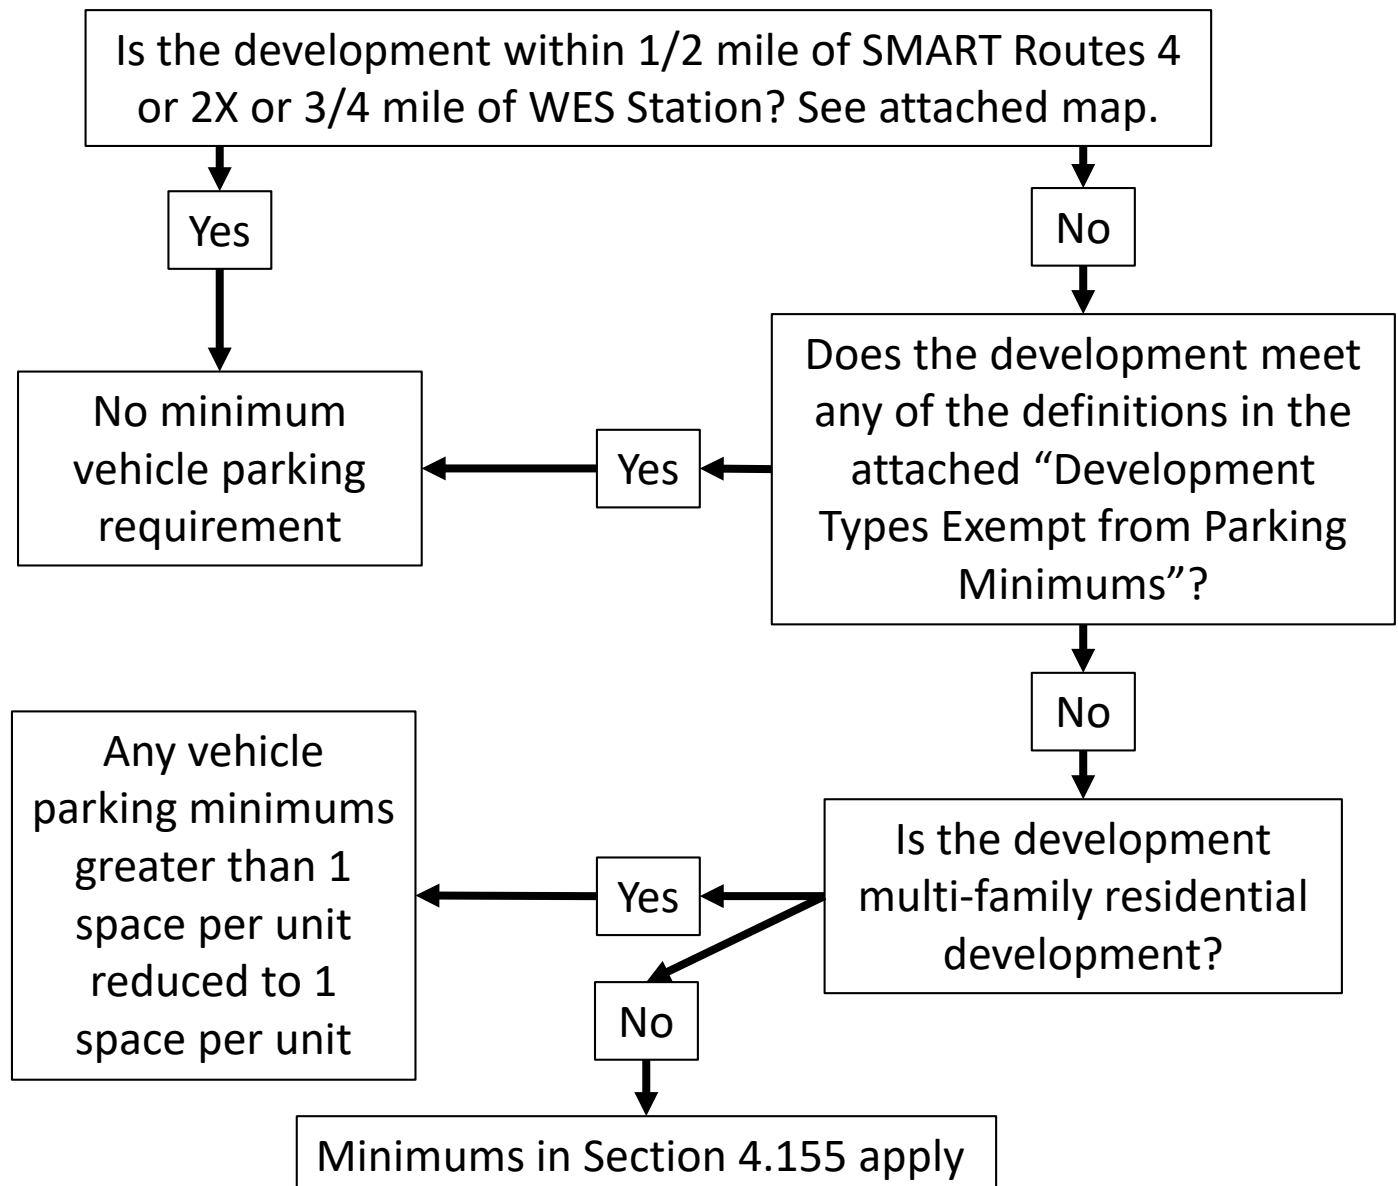 Is the development within 1/2 mile of SMART Routes 4
or 2X or 3/4 mile of WES Station? See attached map.
Yes
No
No minimum
vehicle parking
requirement
Yes
Does the development meet
any of the definitions in the
attached “Development
Types Exempt from Parking
Minimums”?
No
Any vehicle
parking minimums
greater than 1
space per unit
reduced to 1
space per unit
Yes
Is the development
multi-family residential
development?
No
Minimums in Section 4.155 apply